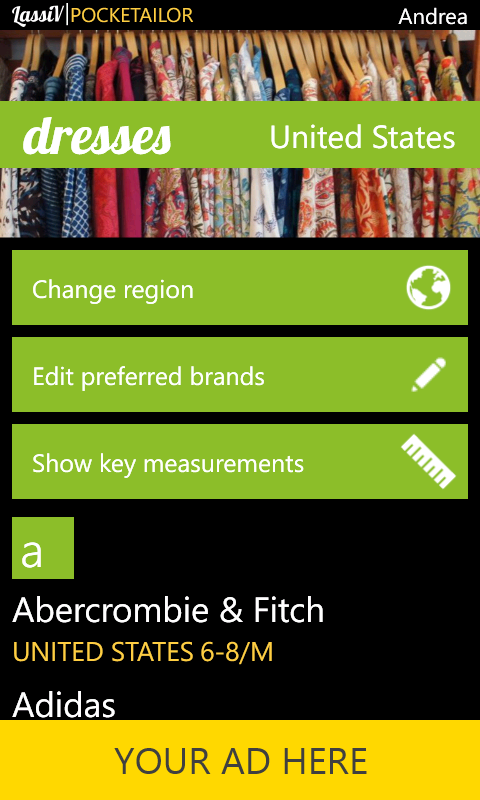 LassiV|POCKETAILOR
Andrea
dresses
United States
Change region
Edit preferred brands
Show key measurements
a
Abercrombie & Fitch
UNITED STATES 6-8/M
Adidas
YOUR AD HERE